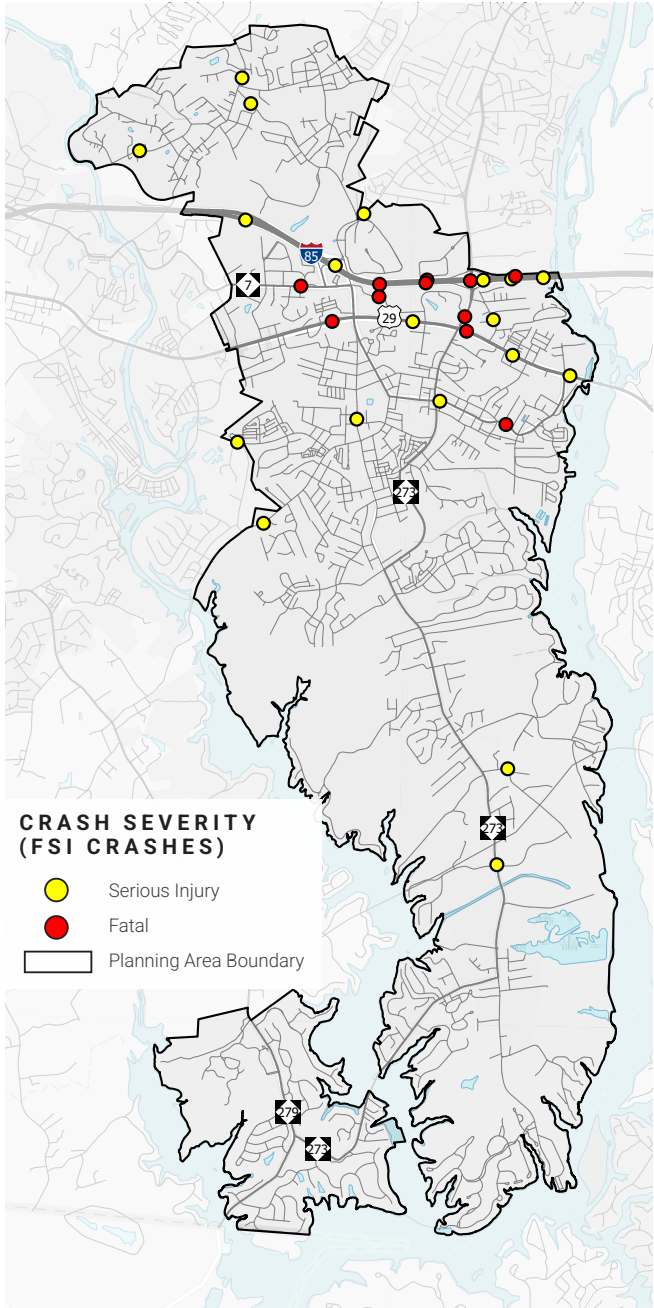 85
7
29
273
273
CRASH SEVERITY
(FSI CRASHES)
Serious Injury
Fatal
Planning Area Boundary
279
273